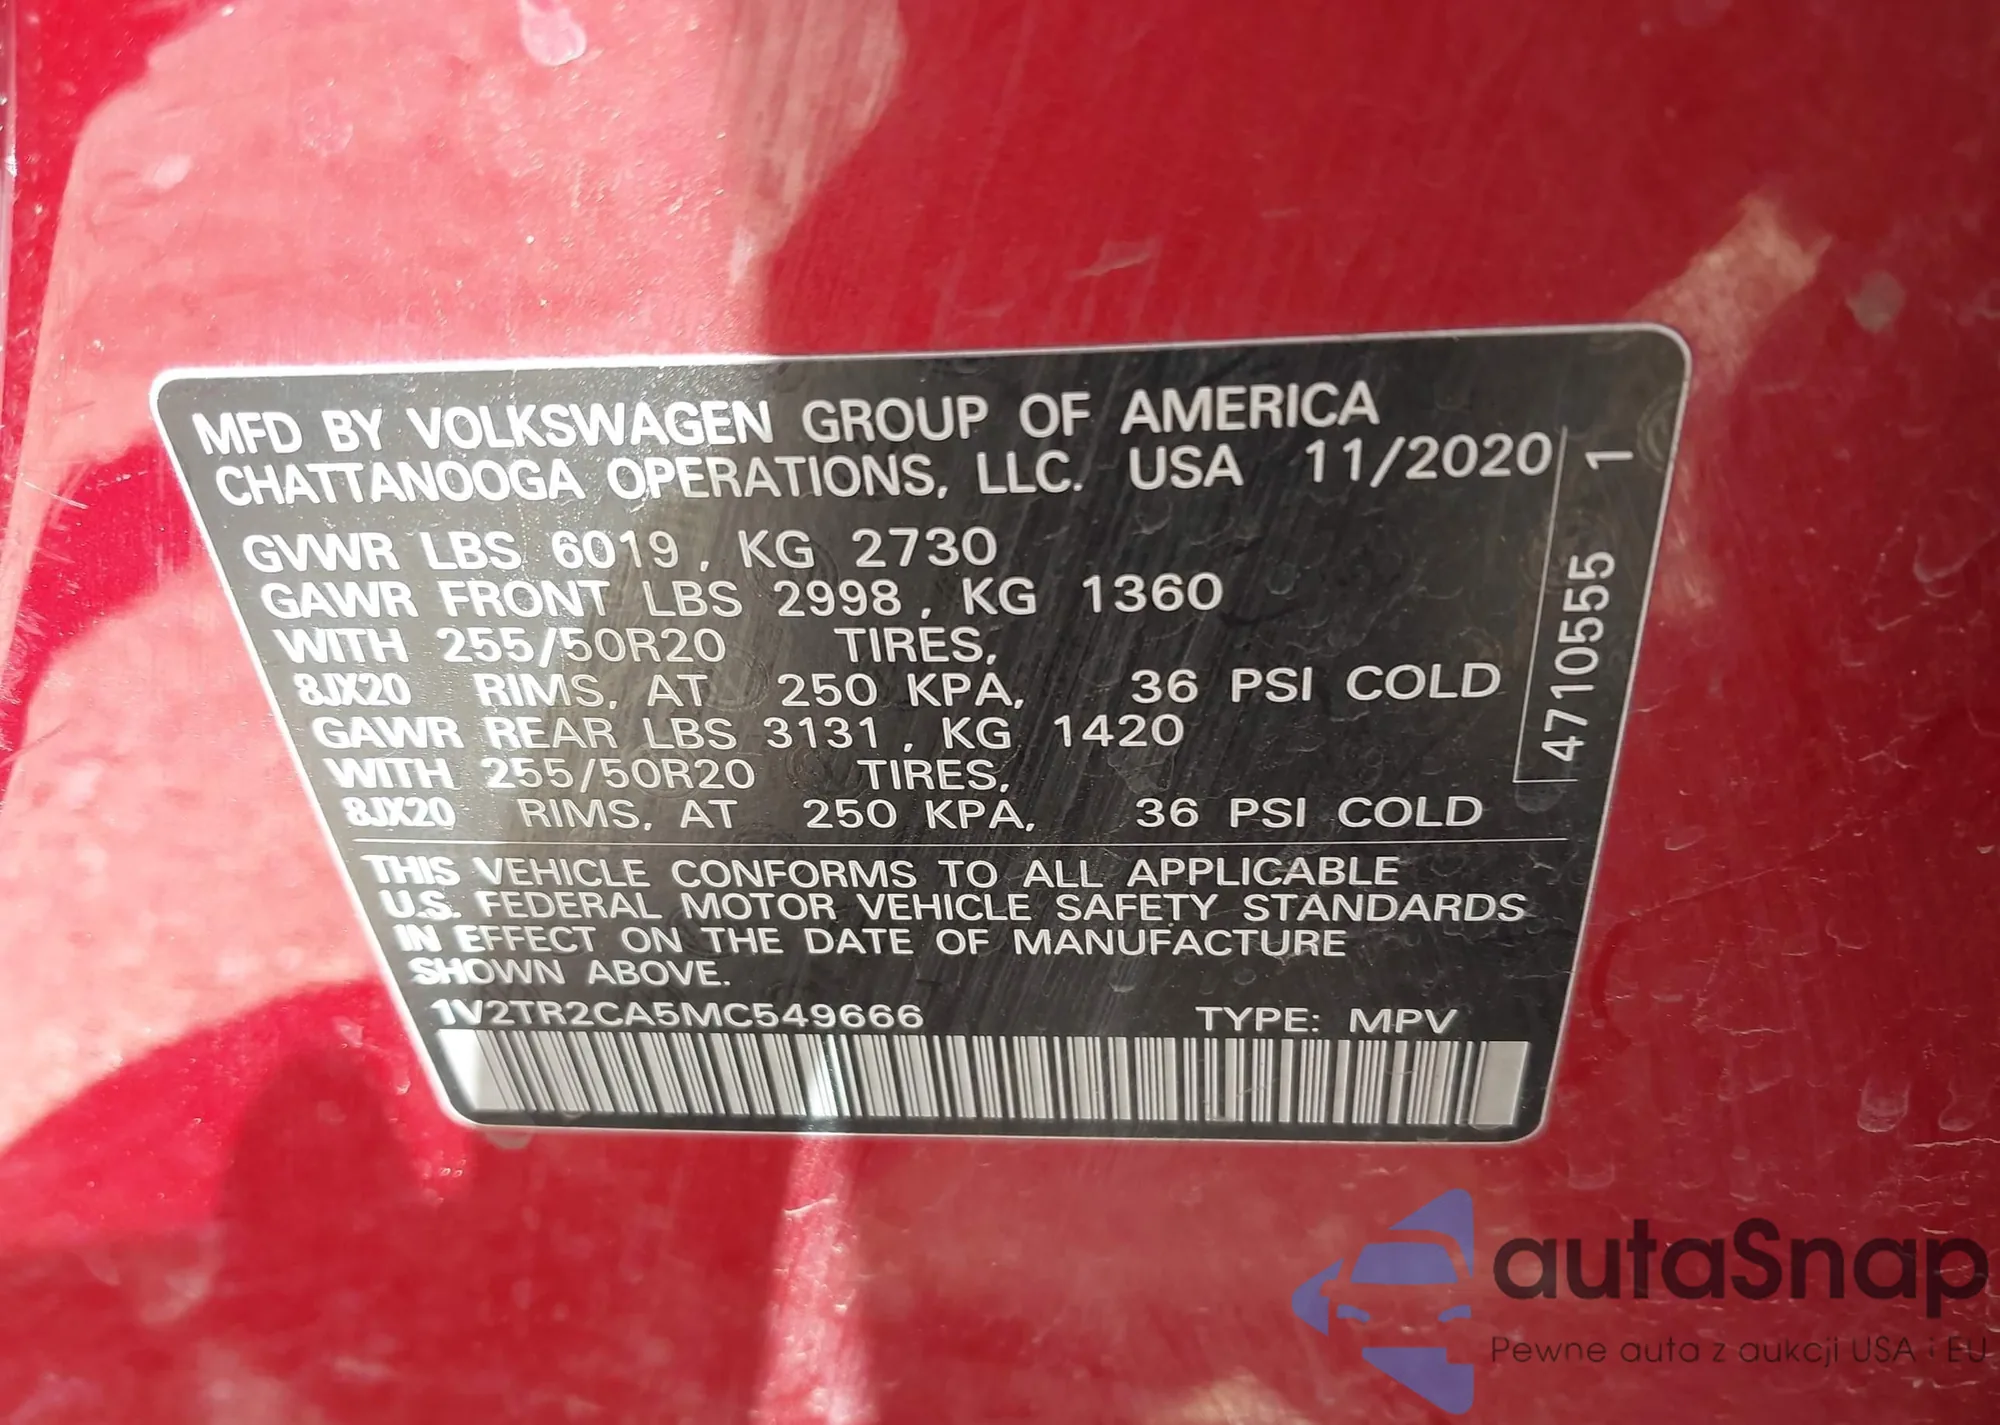 MFD BY VOLKSWAGEN GROUP OF AMERICA
CHATTANOOGA OPERATIONS, LLC. USA 11/2020
GVWR LBS 6019, KG 2730
GAWR FRONT LBS 2998, KG 1360
WITH 255/50R20 TIRES,
8JX20 RIMS, AT 250 KPA, 36 PSI COLD
GAWR REAR LBS 3131, KG 1420
WITH 255/50R20 TIRES,
8JX20 RIMS, AT 250 KPA, 36 PSI COLD
THIS VEHICLE CONFORMS TO ALL APPLICABLE
U.S. FEDERAL MOTOR VEHICLE SAFETY STANDARDS
IN EFFECT ON THE DATE OF MANUFACTURE
SHOWN ABOVE.
1V2TR2CA5MC549666 TYPE: MPV
4710555 1
autaSnap
Pewne auta z aukcji USA i EU